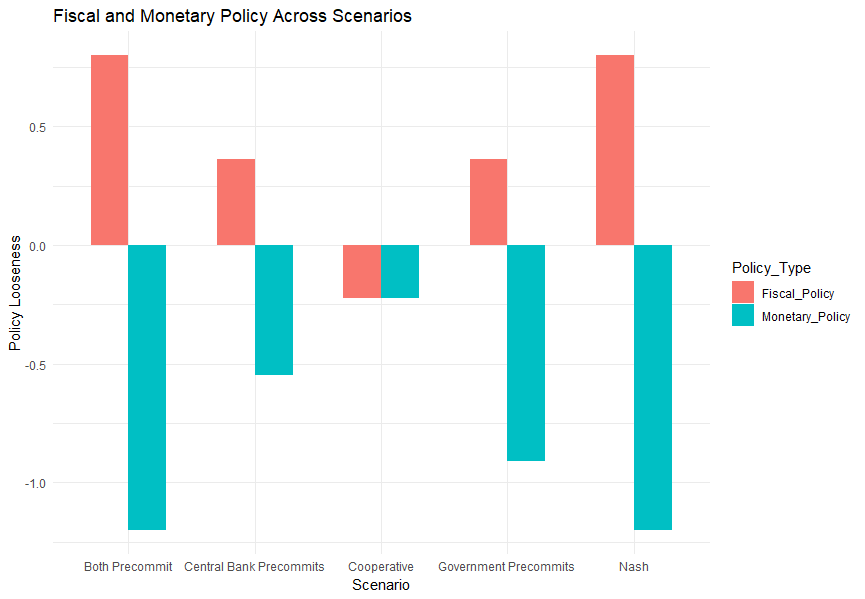 Fiscal and Monetary Policy Across Scenarios
Policy Looseness
0.5
0.0
-0.5
-1.0
Both Precommit
Central Bank Precommits
Cooperative
Government Precommits
Nash
Scenario
Policy_Type
Fiscal_Policy
Monetary_Policy